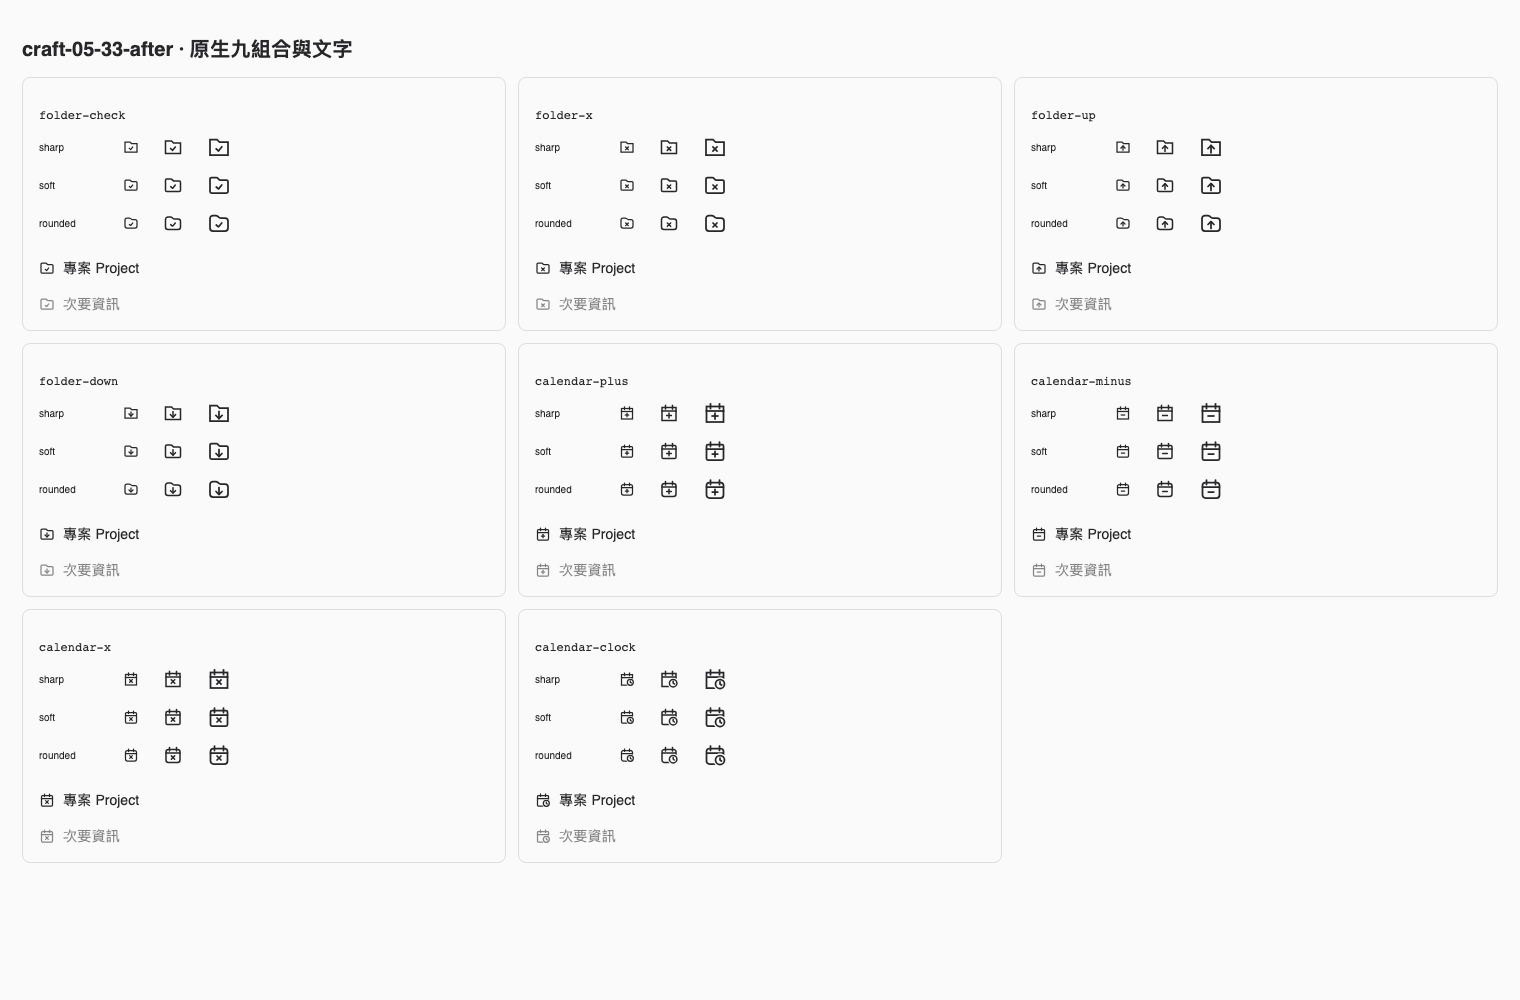 craft-05-33-after · 原生九組合與文字
folder-check
sharp
soft
rounded
專案 Project
次要資訊
folder-x
sharp
soft
rounded
專案 Project
次要資訊
folder-up
sharp
soft
rounded
專案 Project
次要資訊
folder-down
sharp
soft
rounded
專案 Project
次要資訊
calendar-plus
sharp
soft
rounded
專案 Project
次要資訊
calendar-minus
sharp
soft
rounded
專案 Project
次要資訊
calendar-x
sharp
soft
rounded
專案 Project
次要資訊
calendar-clock
sharp
soft
rounded
專案 Project
次要資訊